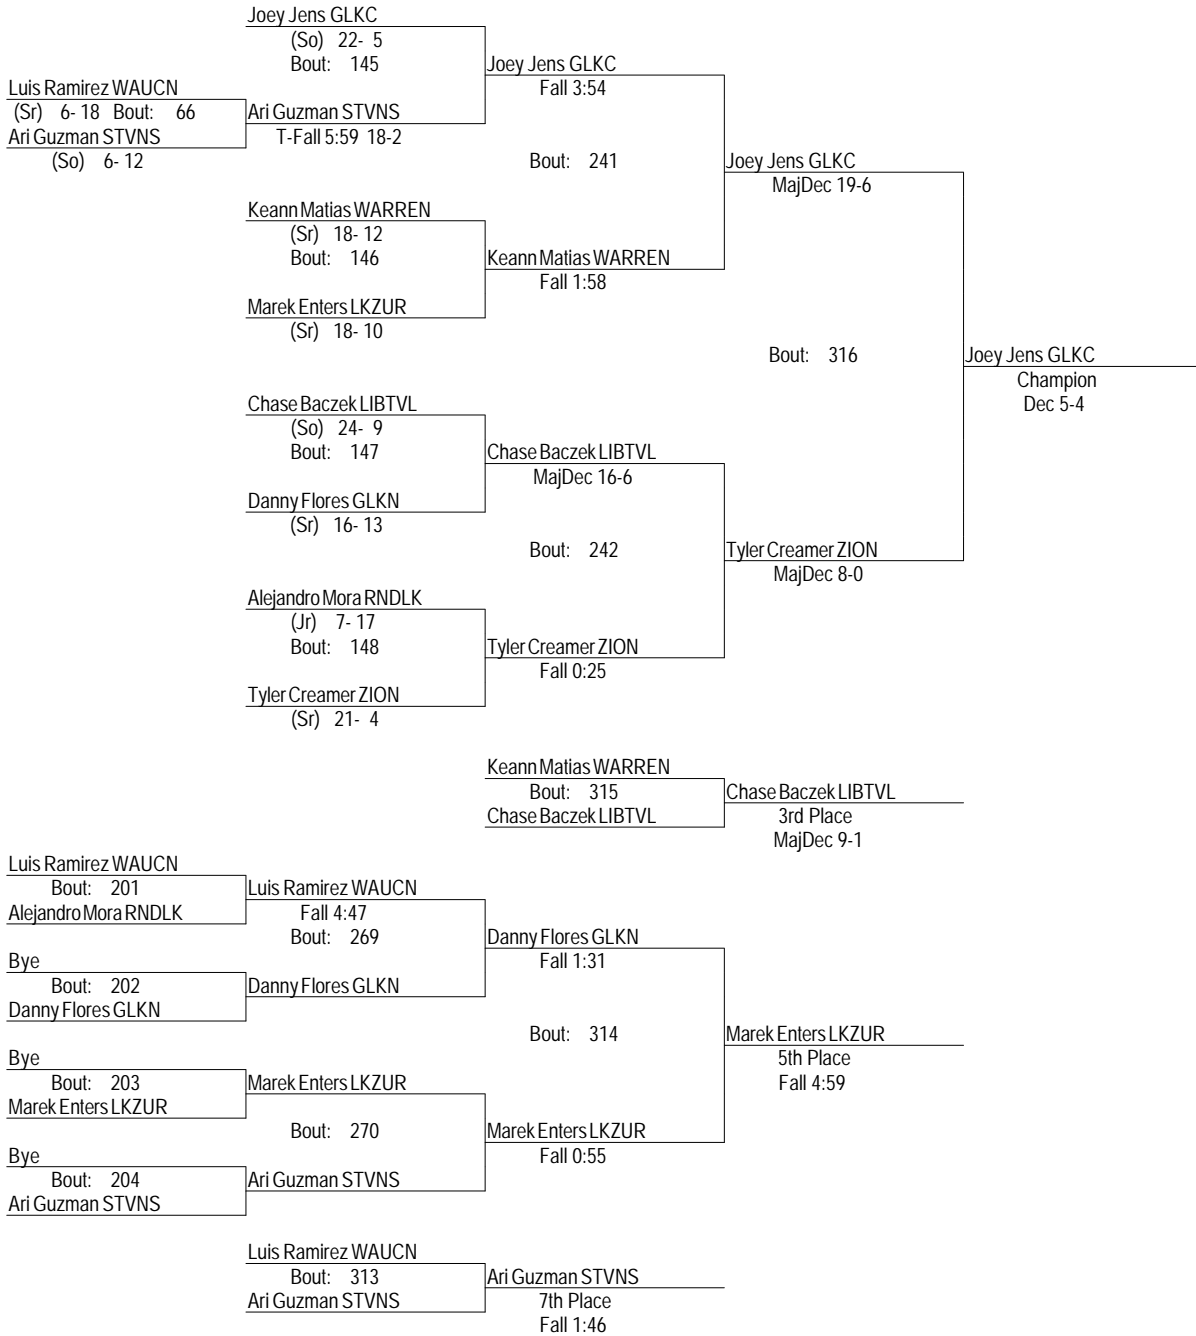 Joey Jens GLKC
(So) 22- 5
Bout: 145
Joey Jens GLKC
Fall 3:54
Luis Ramirez WAUCN
(Sr) 6- 18 Bout: 66
Ari Guzman STVNS
(So) 6- 12
Ari Guzman STVNS
T-Fall 5:59 18-2
Bout: 241
Joey Jens GLKC
MajDec 19-6
Keann Matias WARREN
(Sr) 18- 12
Bout: 146
Keann Matias WARREN
Fall 1:58
Marek Enters LKZUR
(Sr) 18- 10
Bout: 316
Joey Jens GLKC
Champion
Dec 5-4
Chase Baczek LIBTVL
(So) 24- 9
Bout: 147
Chase Baczek LIBTVL
MajDec 16-6
Danny Flores GLKN
(Sr) 16- 13
Bout: 242
Tyler Creamer ZION
MajDec 8-0
Alejandro Mora RNDLK
(Jr) 7- 17
Bout: 148
Tyler Creamer ZION
Fall 0:25
Tyler Creamer ZION
(Sr) 21- 4
Keann Matias WARREN
Bout: 315
Chase Baczek LIBTVL
Chase Baczek LIBTVL
3rd Place
MajDec 9-1
Luis Ramirez WAUCN
Bout: 201
Alejandro Mora RNDLK
Luis Ramirez WAUCN
Fall 4:47
Bout: 269
Danny Flores GLKN
Fall 1:31
Bye
Bout: 202
Danny Flores GLKN
Danny Flores GLKN
Bout: 314
Marek Enters LKZUR
5th Place
Fall 4:59
Bye
Bout: 203
Marek Enters LKZUR
Marek Enters LKZUR
Bout: 270
Marek Enters LKZUR
Fall 0:55
Bye
Bout: 204
Ari Guzman STVNS
Ari Guzman STVNS
Luis Ramirez WAUCN
Bout: 313
Ari Guzman STVNS
Ari Guzman STVNS
7th Place
Fall 1:46